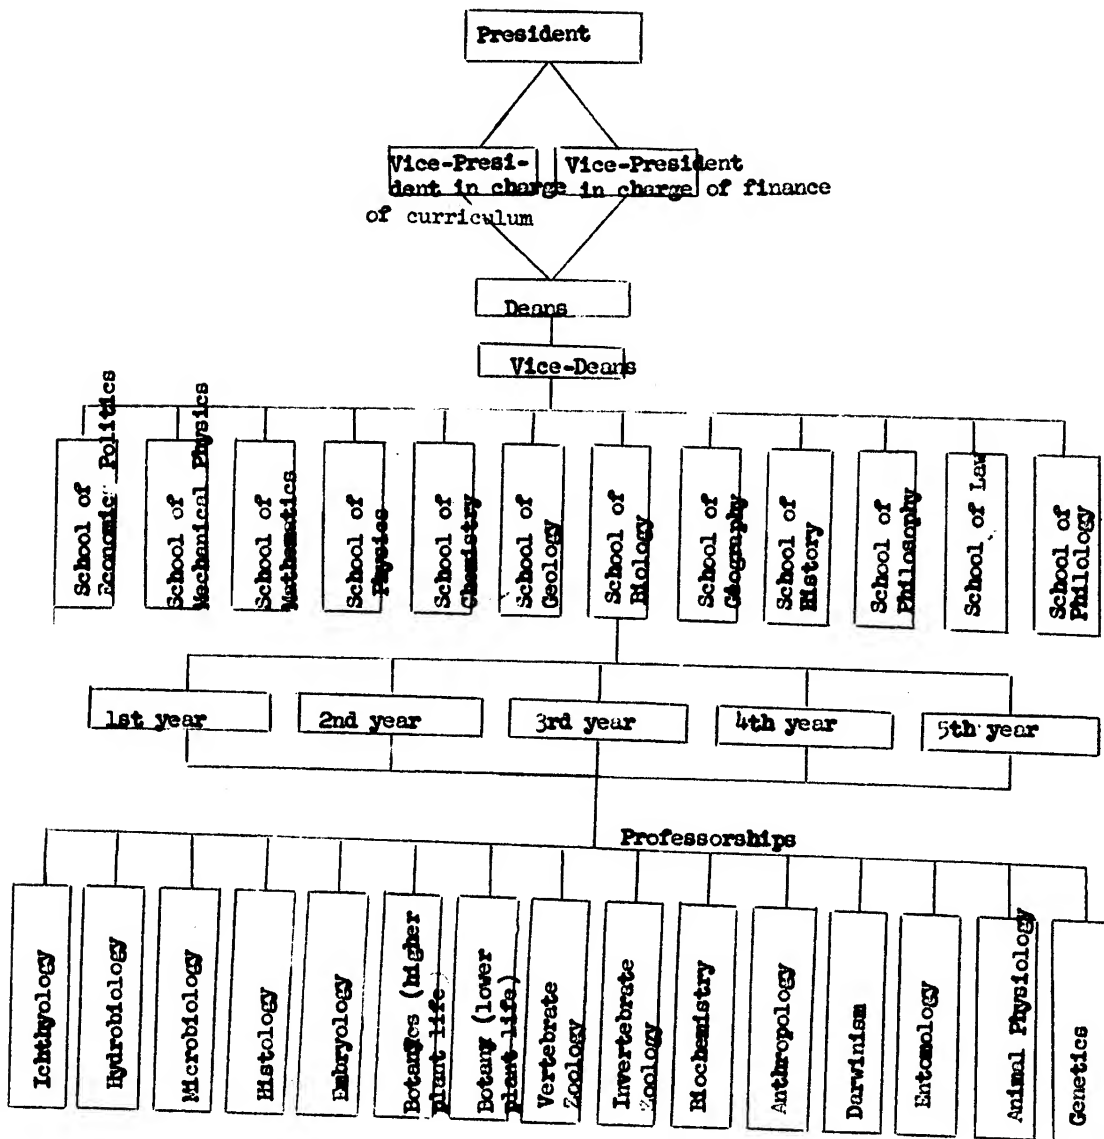 President
Vice-Presi-
dent in charge
of curriculum
Vice-President
in charge of finance
Deans
Vice-Deans
School of
Economic Politics
School of
Mechanical Physics
School of
Mathematics
School of
Physics
School of
Chemistry
School of
Geology
School of
Biology
School of
Geography
School of
History
School of
Philosophy
School of Law
School of
Philology
1st year
2nd year
3rd year
4th year
5th year
Professorships
Ichthyology
Hydrobiology
Microbiology
Histology
Embryology
(higher
plant life)
Botany (lower
plant life)
Vertebrate
Zoology
Invertebrate
Zoology
Biochemistry
Anthropology
Darwinism
Entomology
Animal Physiology
Genetics